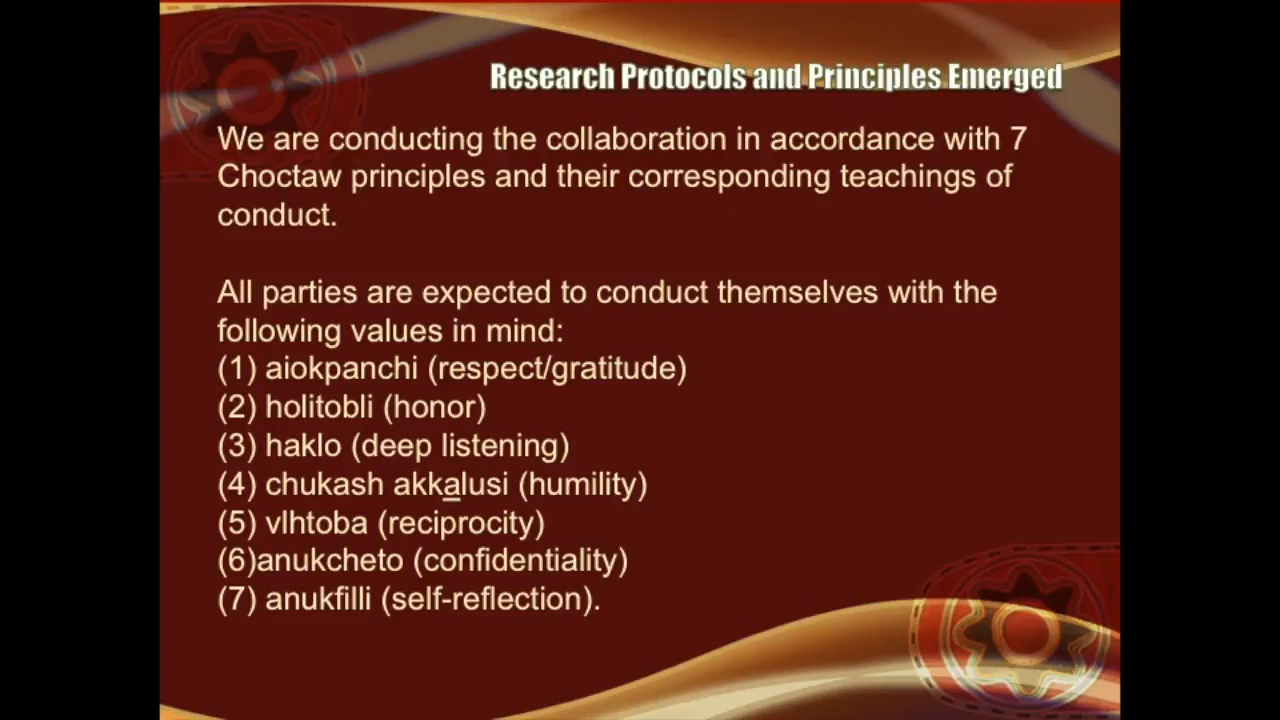 Research Protocols and Principles Emerged
We are conducting the collaboration in accordance with 7
Choctaw principles and their corresponding teachings of
conduct.
All parties are expected to conduct themselves with the
following values in mind:
(1) aiokpanchi (respect/gratitude)
(2) holitobli (honor)
(3) haklo (deep listening)
(4) chukash akka̲lusi (humility)
(5) vlhtoba (reciprocity)
(6)anukcheto (confidentiality)
(7) anukfilli (self-reflection).